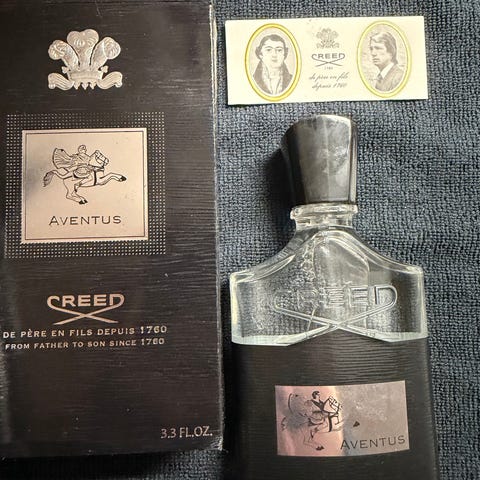 AVENTUS
CREED
DE PÈRE EN FILS DEPUIS 1760
FROM FATHER TO SON SINCE 1760
3.3 FL.OZ.
CREED
1760
de père en fils
depuis 1760
CREED
AVENTUS